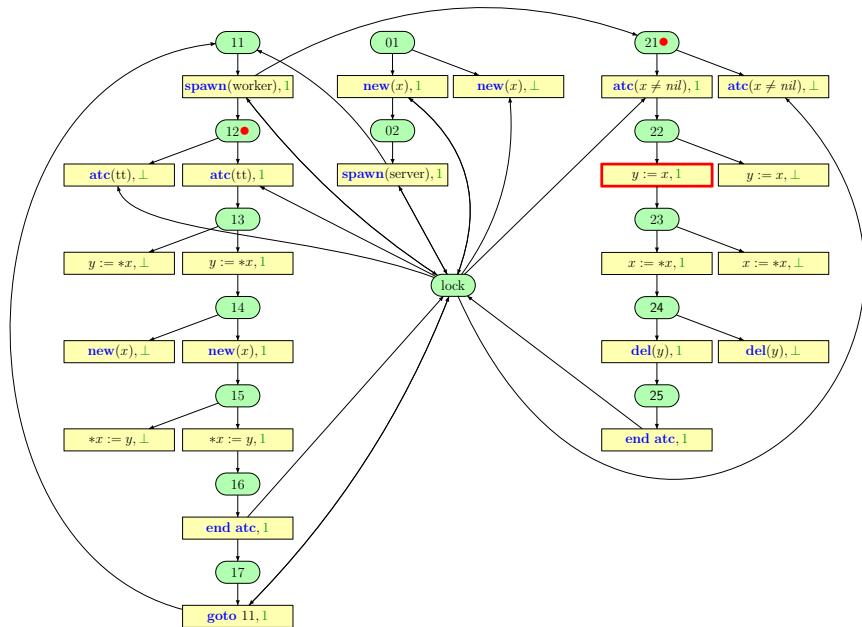 11 01 21
spawn(worker), 1 new(x), 1 new(x), ⊥ atc(x ≠ nil), 1 atc(x ≠ nil), ⊥
12 02 22
atc(tt), ⊥ atc(tt), 1 spawn(server), 1 y := x, 1 y := x, ⊥
13 23
y := *x, ⊥ y := *x, 1 x := *x, 1 x := *x, ⊥
lock
14 24
new(x), ⊥ new(x), 1 del(y), 1 del(y), ⊥
15 25
*x := y, ⊥ *x := y, 1 end atc, 1
16
end atc, 1
17
goto 11, 1